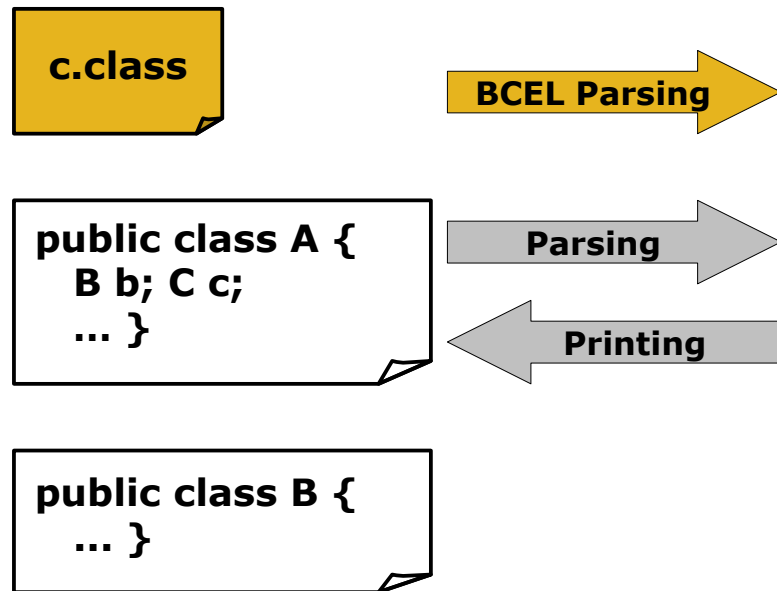 c.class
BCEL Parsing
public class A {
B b; C c;
... }
Parsing
Printing
public class B {
... }